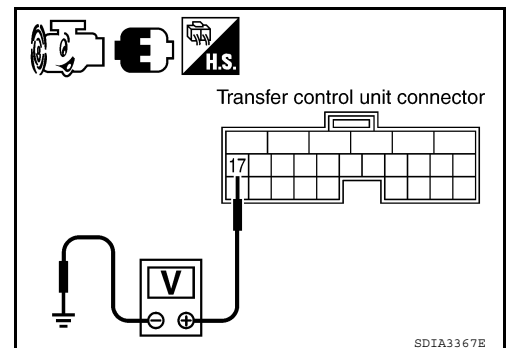 H.S.
Transfer control unit connector
17
V
SDIA3367E